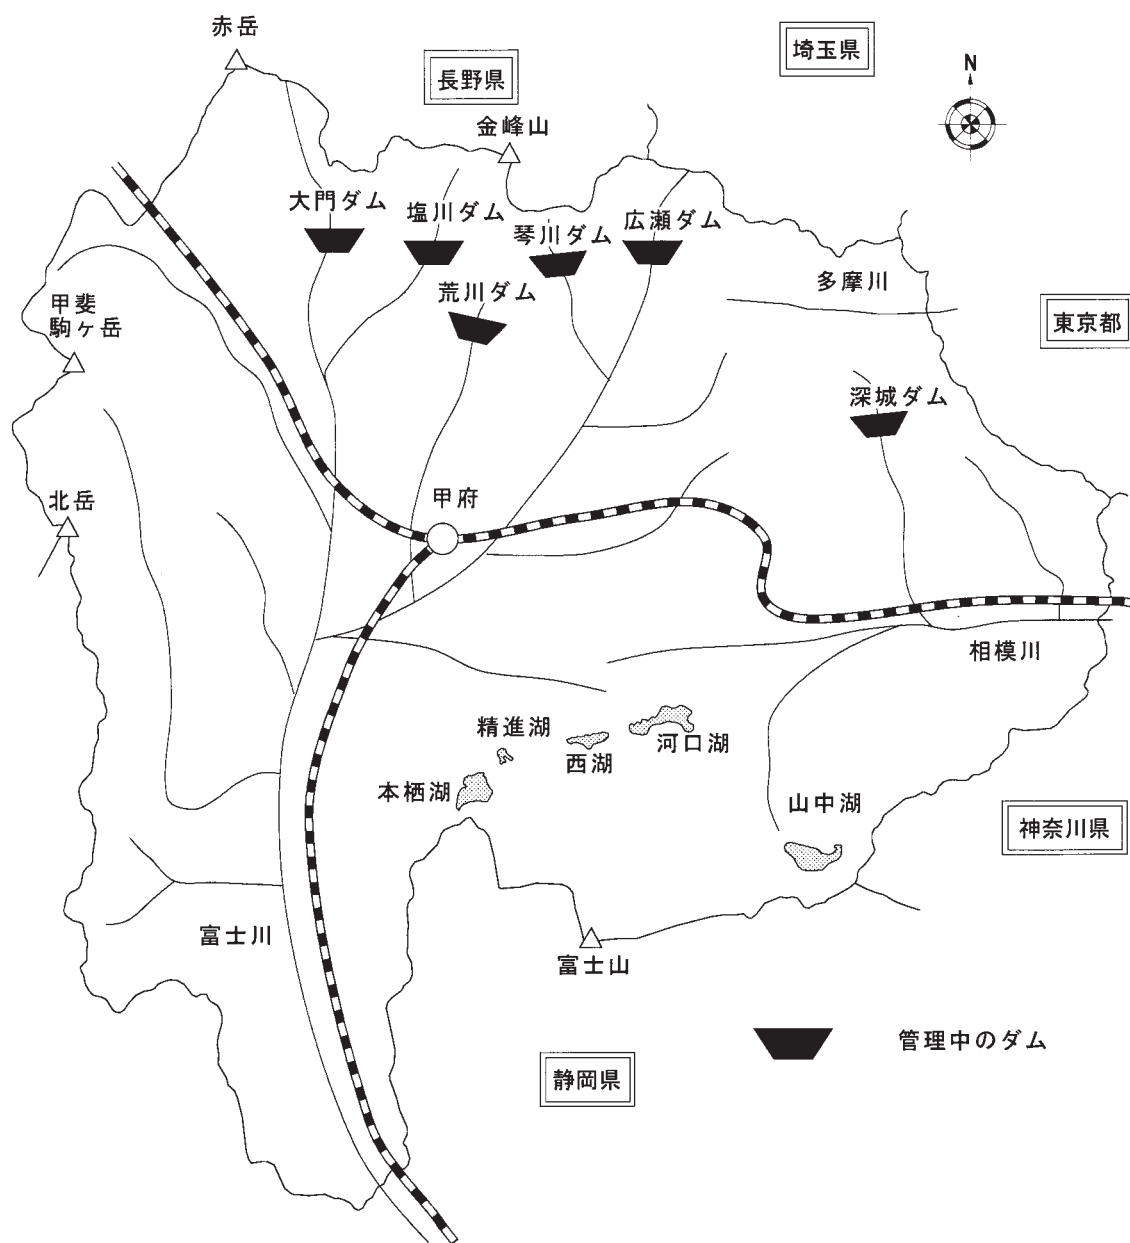 赤岳
埼玉県
長野県
N
金峰山
大門ダム
塩川ダム
琴川ダム
広瀬ダム
荒川ダム
多摩川
甲斐
駒ヶ岳
東京都
深城ダム
北岳
甲府
相模川
精進湖
西湖
河口湖
本栖湖
山中湖
神奈川県
富士川
富士山
管理中のダム
静岡県